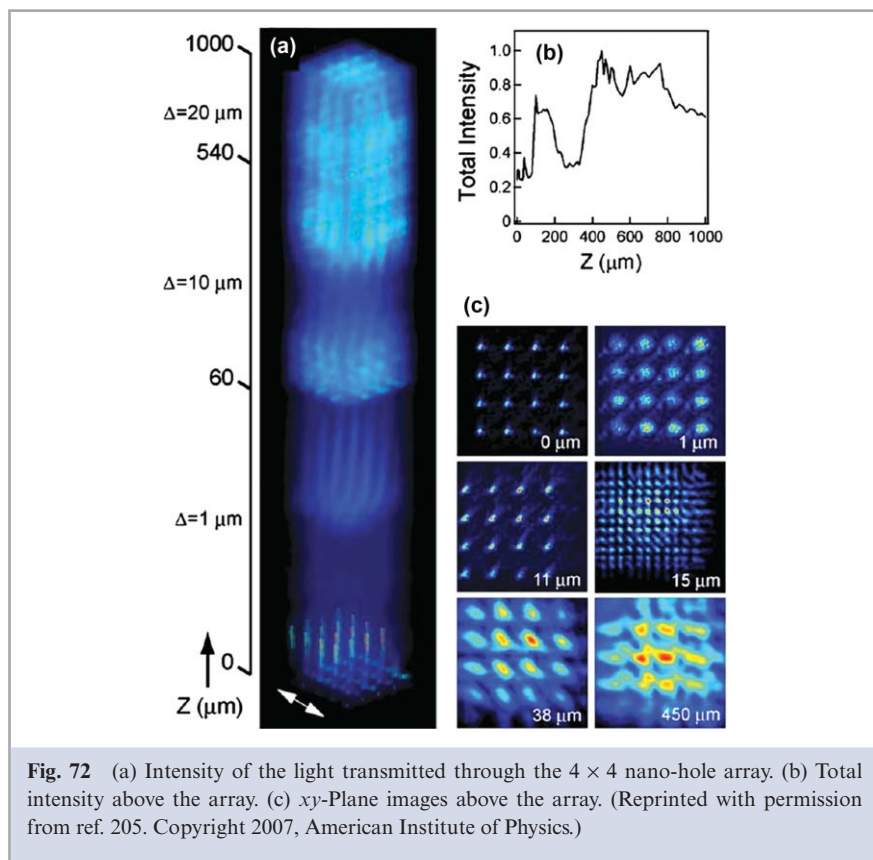 (a)
1000
Δ=20 μm
540
Δ=10 μm
60
Δ=1 μm
0
Z (μm)
(b)
Total Intensity
1.0
0.8
0.6
0.4
0.2
0
0 200 400 600 800 1000
Z (μm)
(c)
0 μm
1 μm
11 μm
15 μm
38 μm
450 μm
Fig. 72 (a) Intensity of the light transmitted through the 4 × 4 nano-hole array. (b) Total
intensity above the array. (c) xy-Plane images above the array. (Reprinted with permission
from ref. 205. Copyright 2007, American Institute of Physics.)